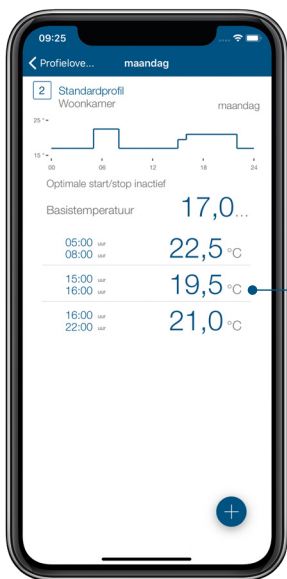 09:25
Profielove... maandag
2 Standardprofil
Woonkamer maandag
25 °
15 °
00 06 12 18 24
Optimale start/stop inactief
Basistemperatuur 17,0...
05:00 uur
08:00 uur 22,5 °C
15:00 uur
16:00 uur 19,5 °C
16:00 uur
22:00 uur 21,0 °C
+